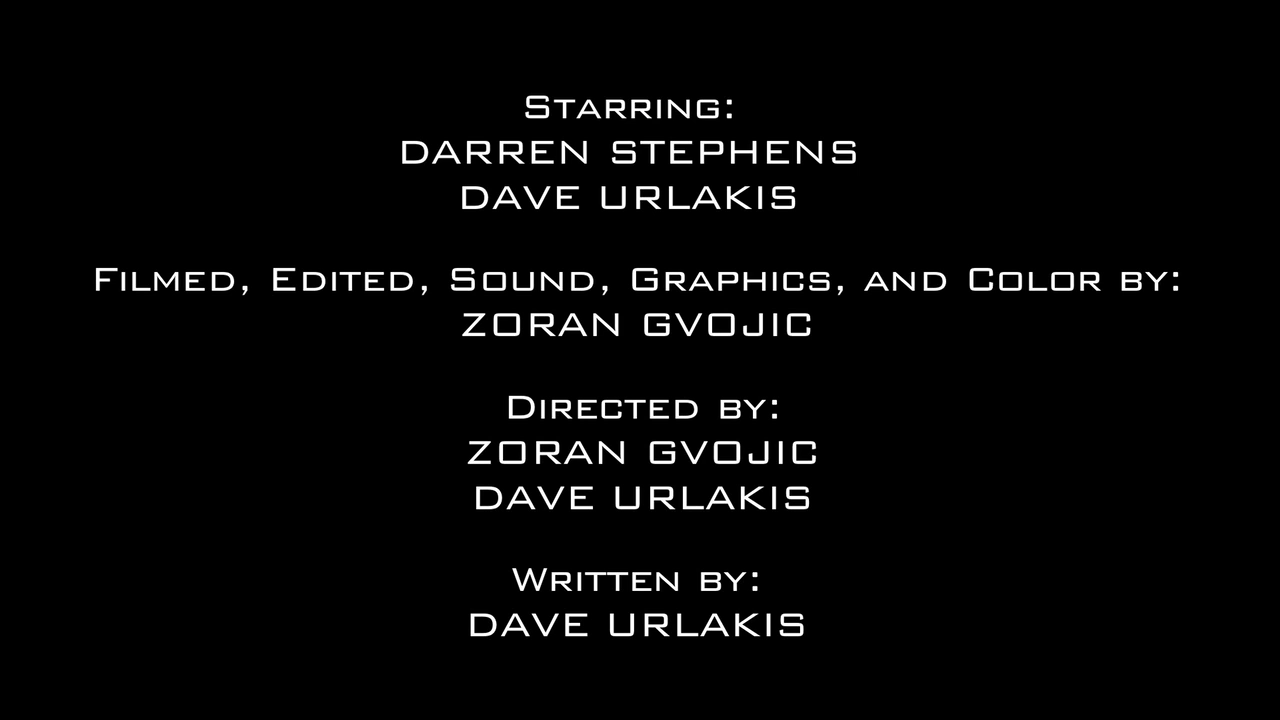 Starring:
DARREN STEPHENS
DAVE URLAKIS
Filmed, Edited, Sound, Graphics, and Color by:
ZORAN GVOJIC
Directed by:
ZORAN GVOJIC
DAVE URLAKIS
Written by:
DAVE URLAKIS